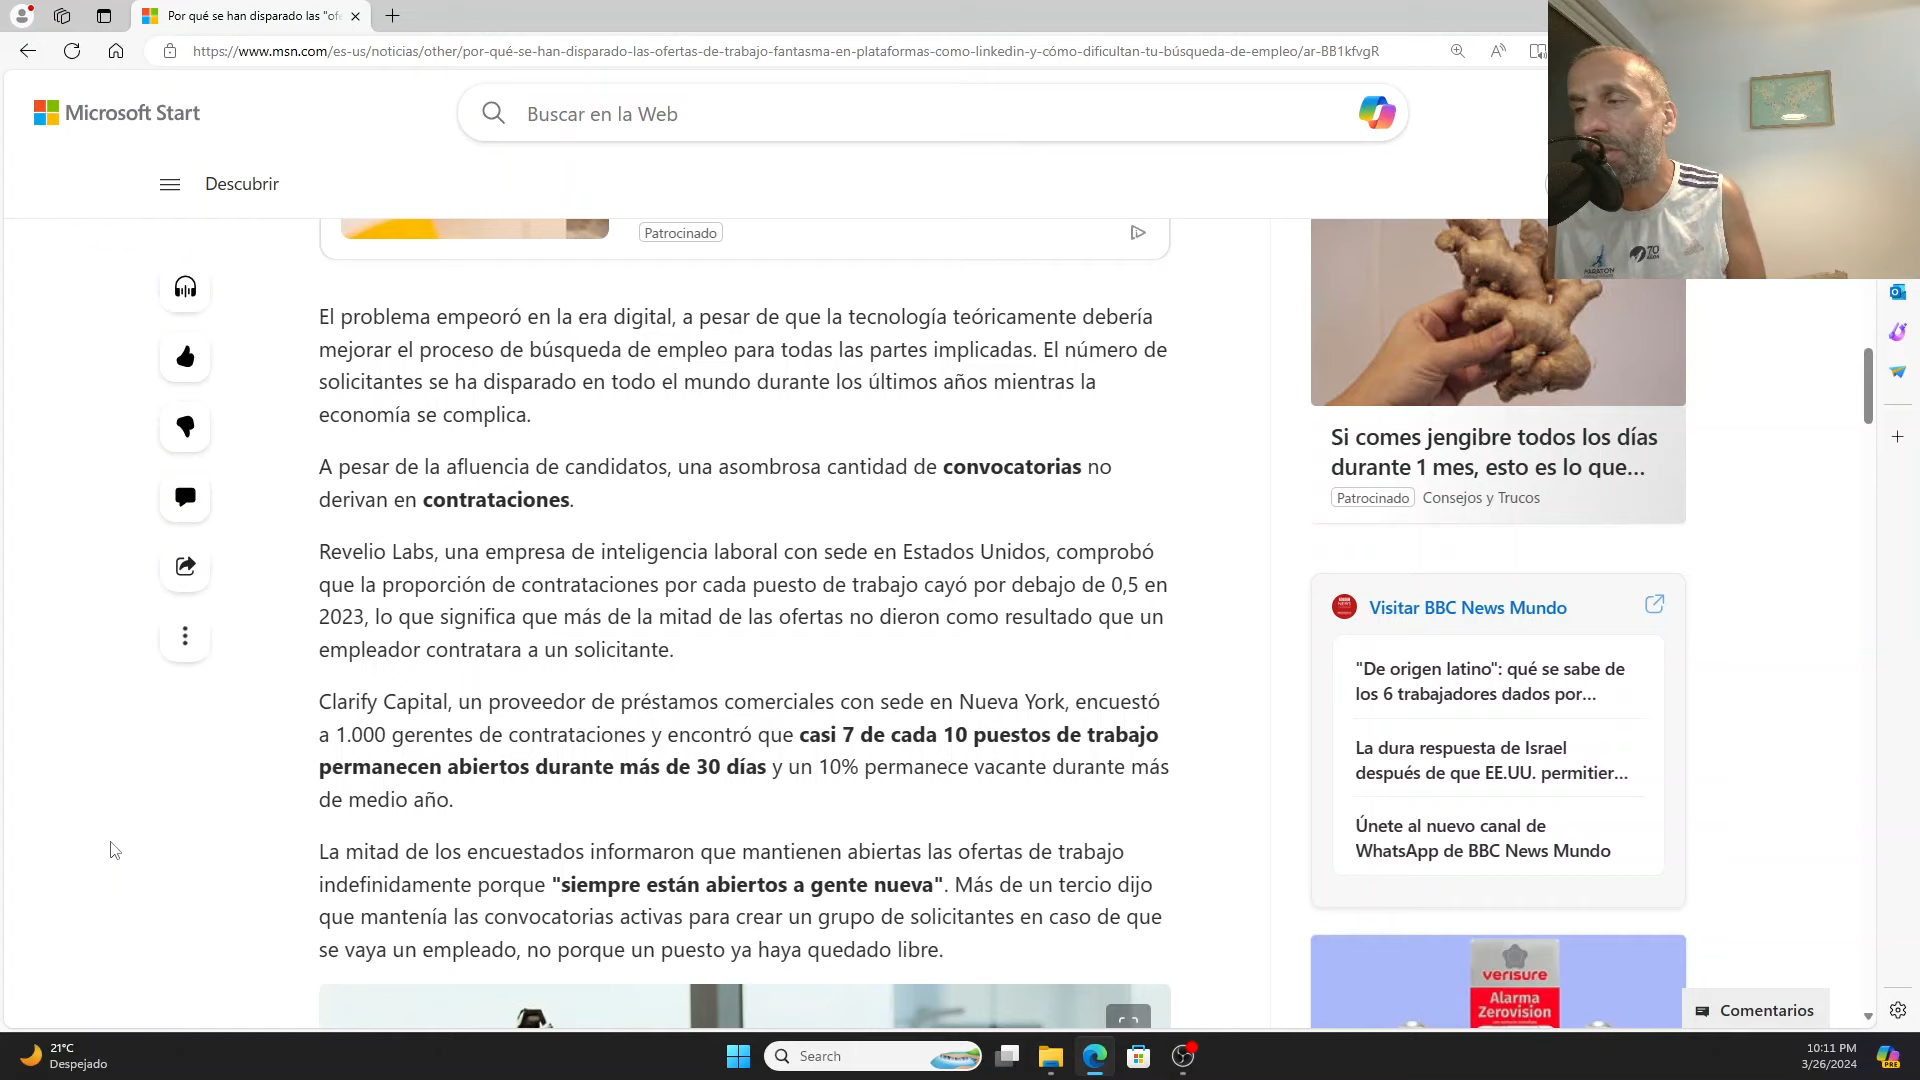 Por qué se han disparado las "ofe
https://www.msn.com/es-us/noticias/other/por-qué-se-han-disparado-las-ofertas-de-trabajo-fantasma-en-plataformas-como-linkedin-y-cómo-dificultan-tu-búsqueda-de-empleo/ar-BB1kfvgR
Microsoft Start
Buscar en la Web
Descubrir
Patrocinado
El problema empeoró en la era digital, a pesar de que la tecnología teóricamente debería
mejorar el proceso de búsqueda de empleo para todas las partes implicadas. El número de
solicitantes se ha disparado en todo el mundo durante los últimos años mientras la
economía se complica.
A pesar de la afluencia de candidatos, una asombrosa cantidad de convocatorias no
derivan en contrataciones.
Revelio Labs, una empresa de inteligencia laboral con sede en Estados Unidos, comprobó
que la proporción de contrataciones por cada puesto de trabajo cayó por debajo de 0,5 en
2023, lo que significa que más de la mitad de las ofertas no dieron como resultado que un
empleador contratara a un solicitante.
Clarify Capital, un proveedor de préstamos comerciales con sede en Nueva York, encuestó
a 1.000 gerentes de contrataciones y encontró que casi 7 de cada 10 puestos de trabajo
permanecen abiertos durante más de 30 días y un 10% permanece vacante durante más
de medio año.
La mitad de los encuestados informaron que mantienen abiertas las ofertas de trabajo
indefinidamente porque "siempre están abiertos a gente nueva". Más de un tercio dijo
que mantenía las convocatorias activas para crear un grupo de solicitantes en caso de que
se vaya un empleado, no porque un puesto ya haya quedado libre.
MARATON
70
Si comes jengibre todos los días
durante 1 mes, esto es lo que...
Patrocinado Consejos y Trucos
Visitar BBC News Mundo
"De origen latino": qué se sabe de
los 6 trabajadores dados por...
La dura respuesta de Israel
después de que EE.UU. permitier...
Únete al nuevo canal de
WhatsApp de BBC News Mundo
verisure
Alarma
Zerovision
Comentarios
21°C
Despejado
Search
10:11 PM
3/26/2024
PRE